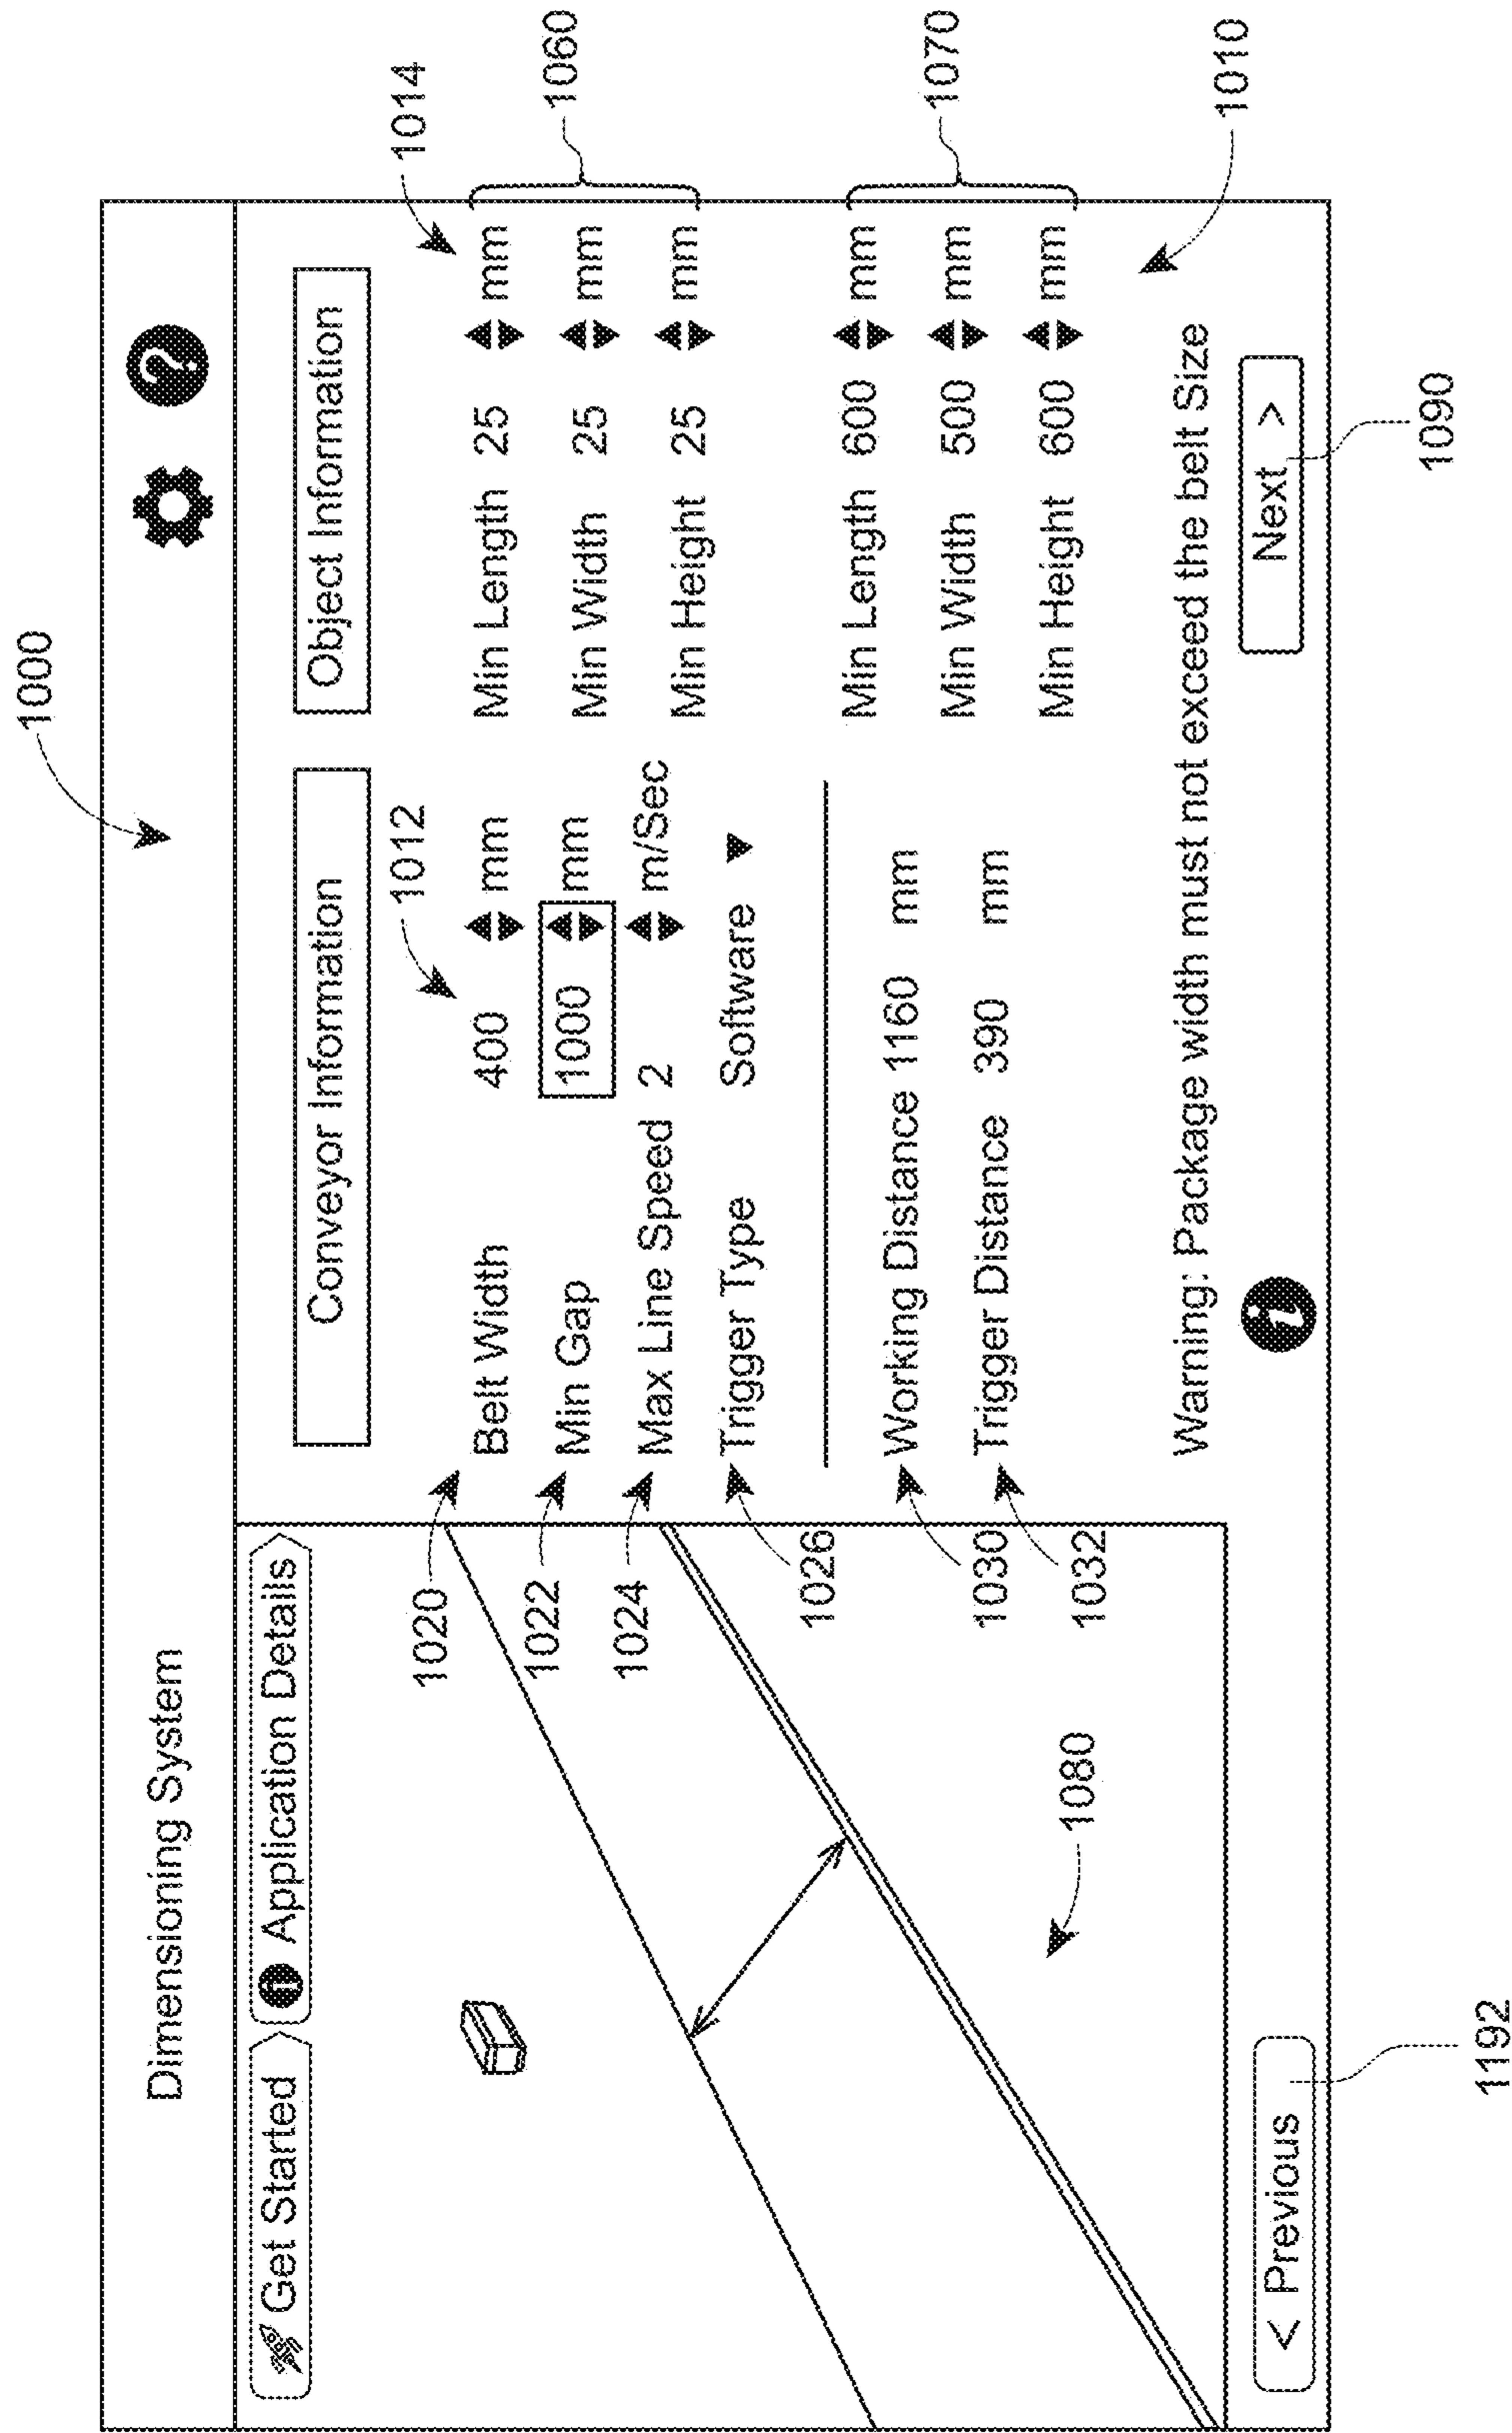 1000
Dimensioning System
Get Started
Application Details
Conveyor Information
Object Information
1012
1014
1020
Belt Width 400 mm
Min Length 25 mm
1022
Min Gap 1000 mm
Min Width 25 mm
1060
1024
Max Line Speed 2 m/Sec
Min Height 25 mm
1026
Trigger Type Software
1030
Working Distance 1160 mm
Min Length 600 mm
1032
Trigger Distance 390 mm
Min Width 500 mm
1070
Min Height 600 mm
1080
1010
Warning: Package width must not exceed the belt Size
< Previous
i
Next >
1192
1090